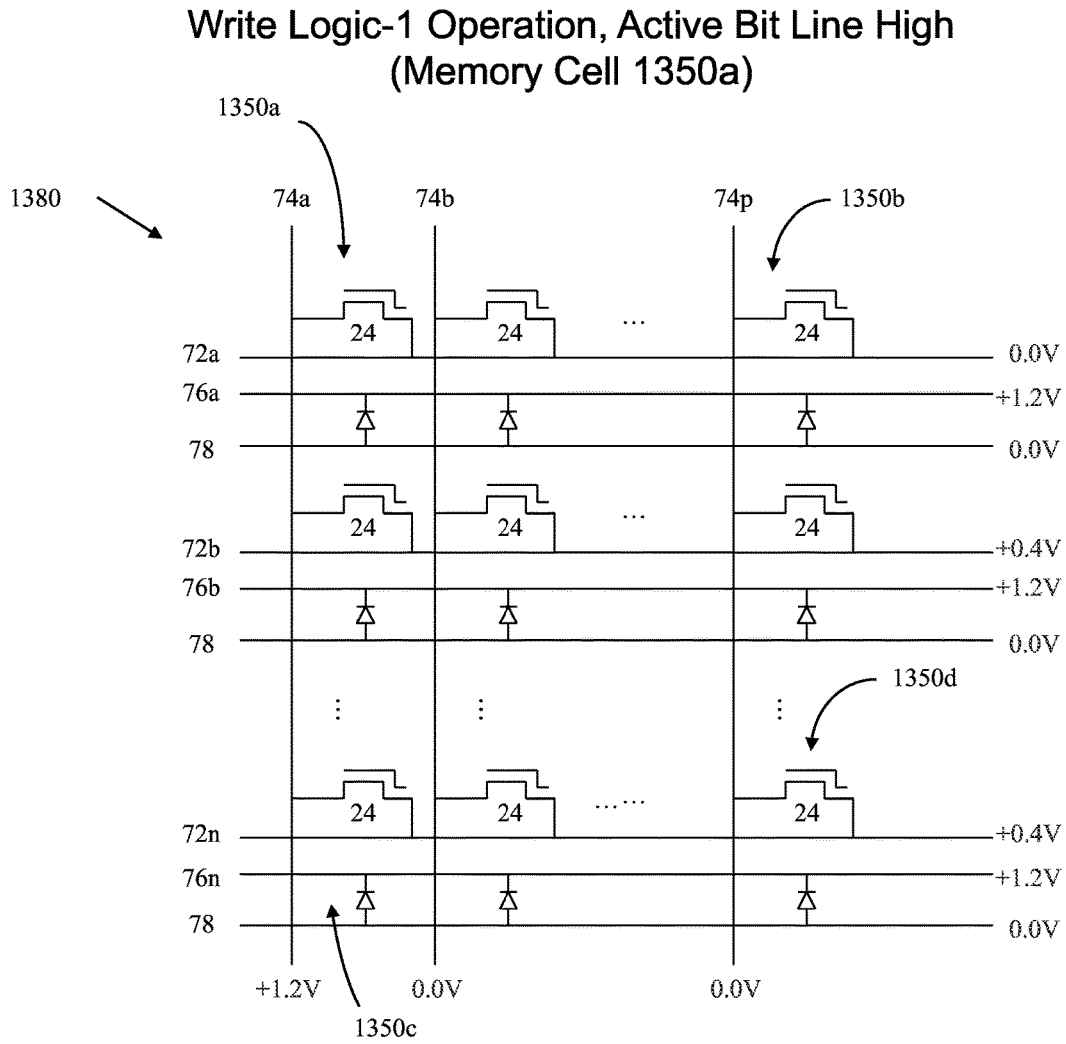 Write Logic-1 Operation, Active Bit Line High
(Memory Cell 1350a)
1350a
1380
74a 74b 74p 1350b
24 24 ... 24
72a 0.0V
76a +1.2V
78 0.0V
24 24 ... 24
72b +0.4V
76b +1.2V
78 0.0V
1350d
... ... ...
24 24 ... ... 24
72n +0.4V
76n +1.2V
78 0.0V
+1.2V 0.0V 0.0V
1350c